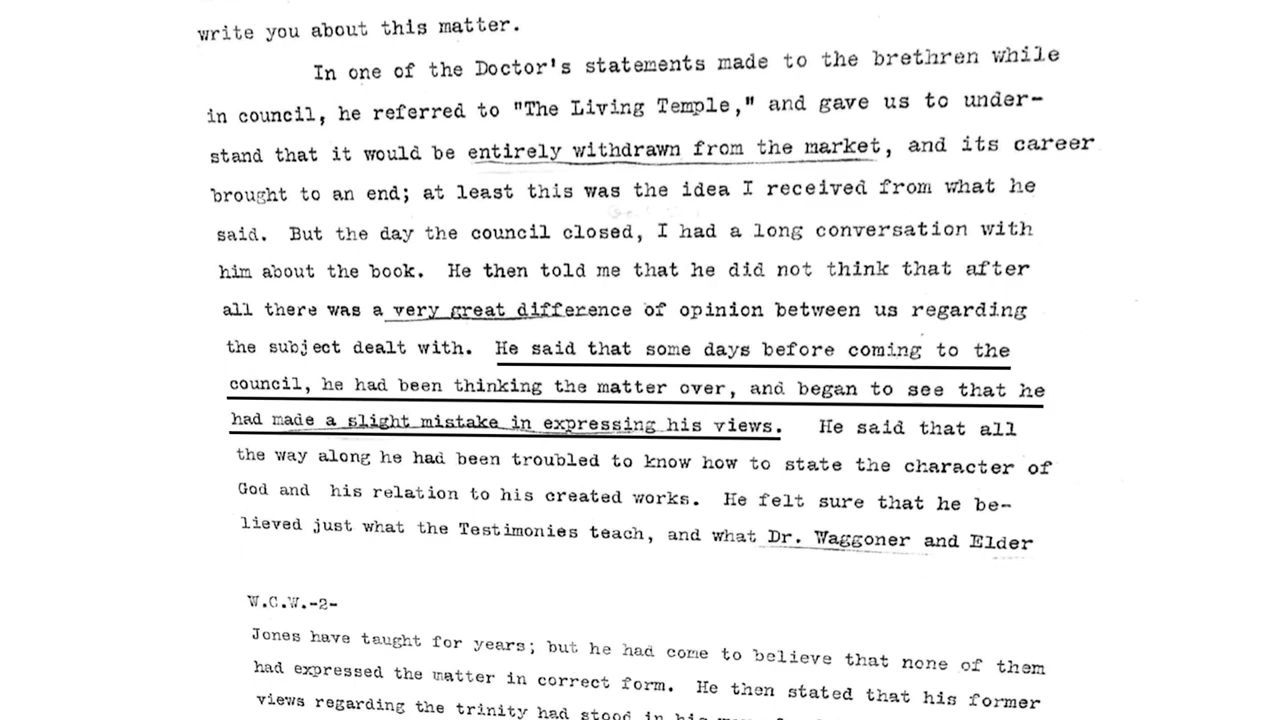 write you about this matter.
In one of the Doctor's statements made to the brethren while
in council, he referred to "The Living Temple," and gave us to under-
stand that it would be entirely withdrawn from the market, and its career
brought to an end; at least this was the idea I received from what he
said. But the day the council closed, I had a long conversation with
him about the book. He then told me that he did not think that after
all there was a very great difference of opinion between us regarding
the subject dealt with. He said that some days before coming to the
council, he had been thinking the matter over, and began to see that he
had made a slight mistake in expressing his views. He said that all
the way along he had been troubled to know how to state the character of
God and his relation to his created works. He felt sure that he be-
lieved just what the Testimonies teach, and what Dr. Waggoner and Elder
W.C.W.-2-
Jones have taught for years; but he had come to believe that none of them
had expressed the matter in correct form. He then stated that his former
views regarding the trinity had stood in his